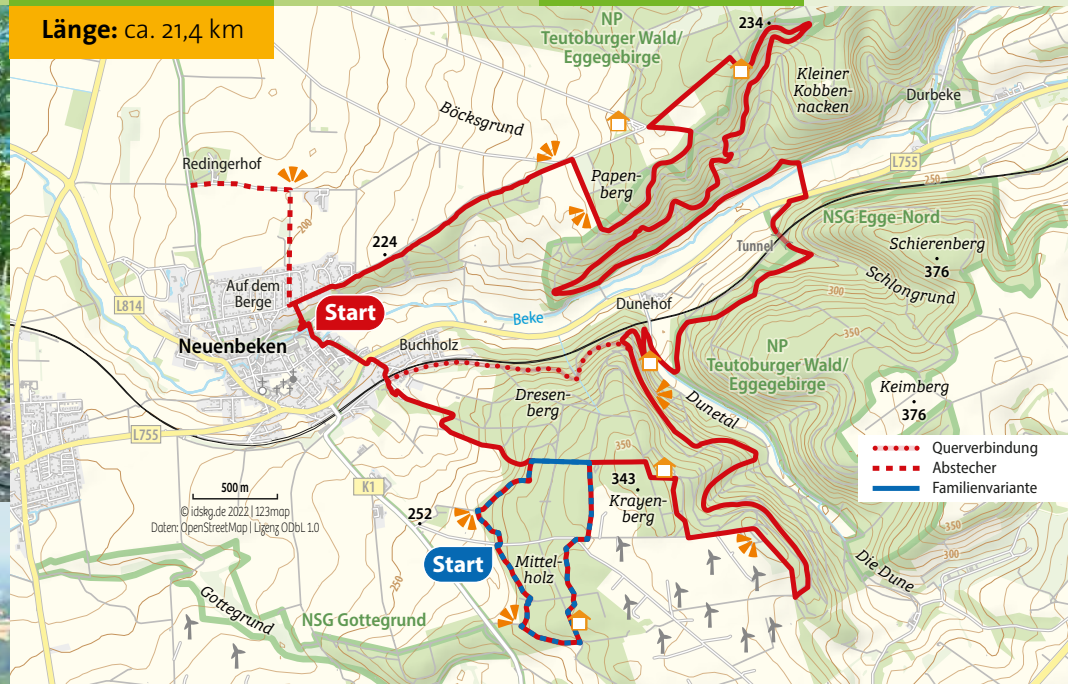 Länge: ca. 21,4 km
NP
Teutoburger Wald/
Eggegebirge
234
Kleiner
Kobben-
nacken
Durbeke
Böcksgrund
L755
250
Redingerhof
Papen-
berg
200
224
NSG Egge-Nord
Tunnel
Schierenberg
376
Schlongrund
300
Auf dem
Berge
L814
Start
Dunehof
Beke
Neuenbeken
Buchholz
350
NP
Teutoburger Wald/
Eggegebirge
Keimberg
376
Dresen-
berg
Dunetal
L755
350
Querverbindung
Abstecher
Familienvariante
343
Krayen-
berg
500 m
K1
© idskg.de 2022 | 123map
Daten: OpenStreetMap | Lizenz ODbL 1.0
252
350
300
Start
Mittel-
holz
Die Dune
250
Gottegrund
NSG Gottegrund